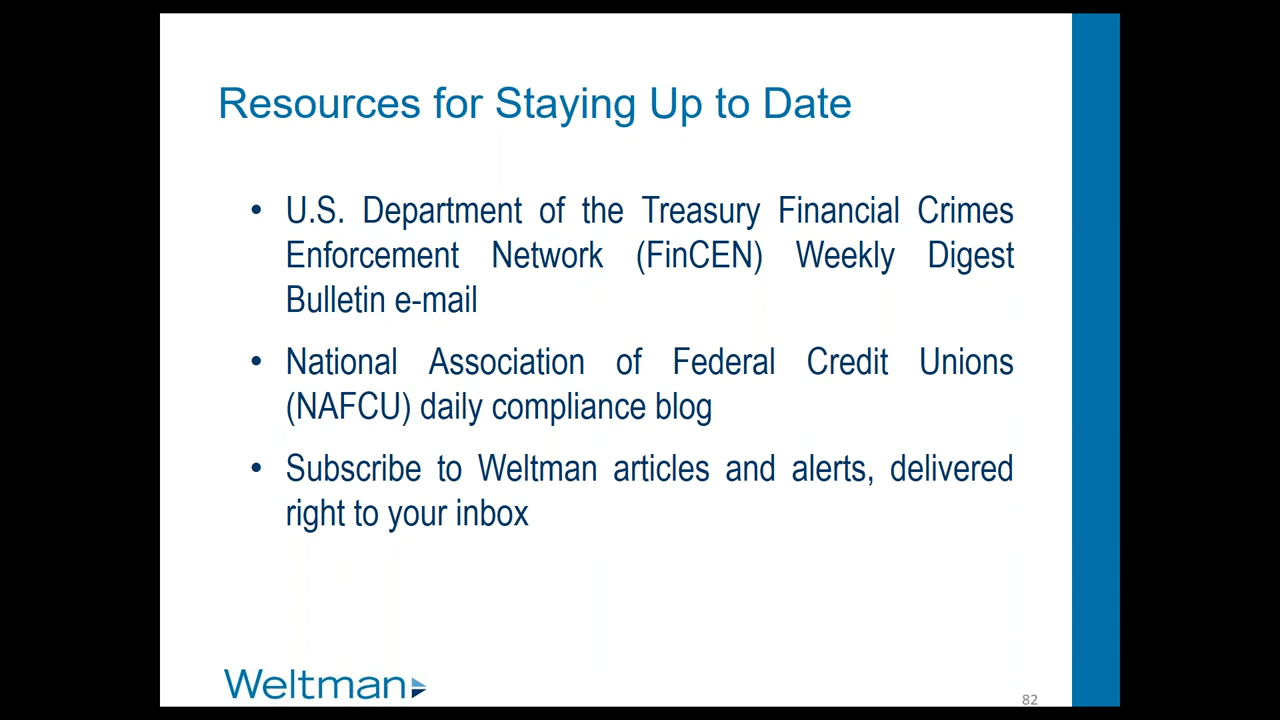 Resources for Staying Up to Date
• U.S. Department of the Treasury Financial Crimes
Enforcement Network (FinCEN) Weekly Digest
Bulletin e-mail
• National Association of Federal Credit Unions
(NAFCU) daily compliance blog
• Subscribe to Weltman articles and alerts, delivered
right to your inbox
Weltman
82